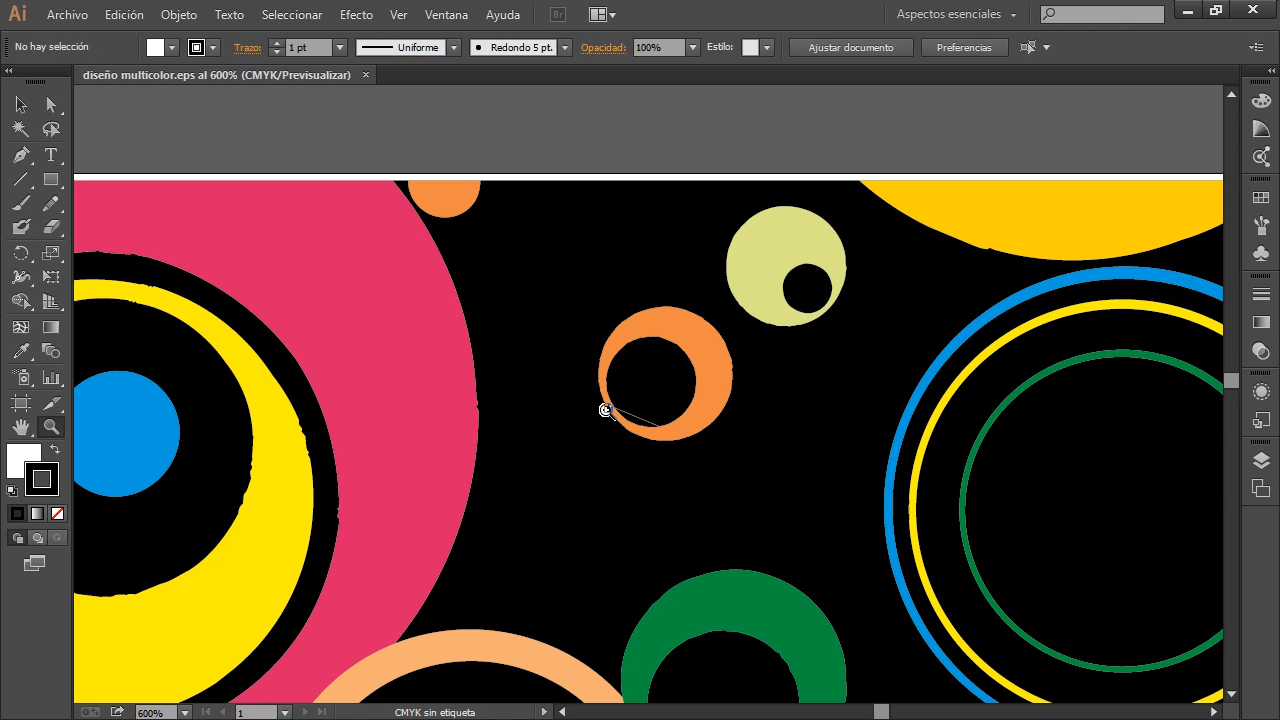 Ai Archivo Edición Objeto Texto Seleccionar Efecto Ver Ventana Ayuda Br Aspectos esenciales
No hay selección Trazo: 1 pt Uniforme Redondo 5 pt. Opacidad: 100% Estilo: Ajustar documento Preferencias
diseño multicolor.eps al 600% (CMYK/Previsualizar) ×
T
600% 1 CMYK sin etiqueta